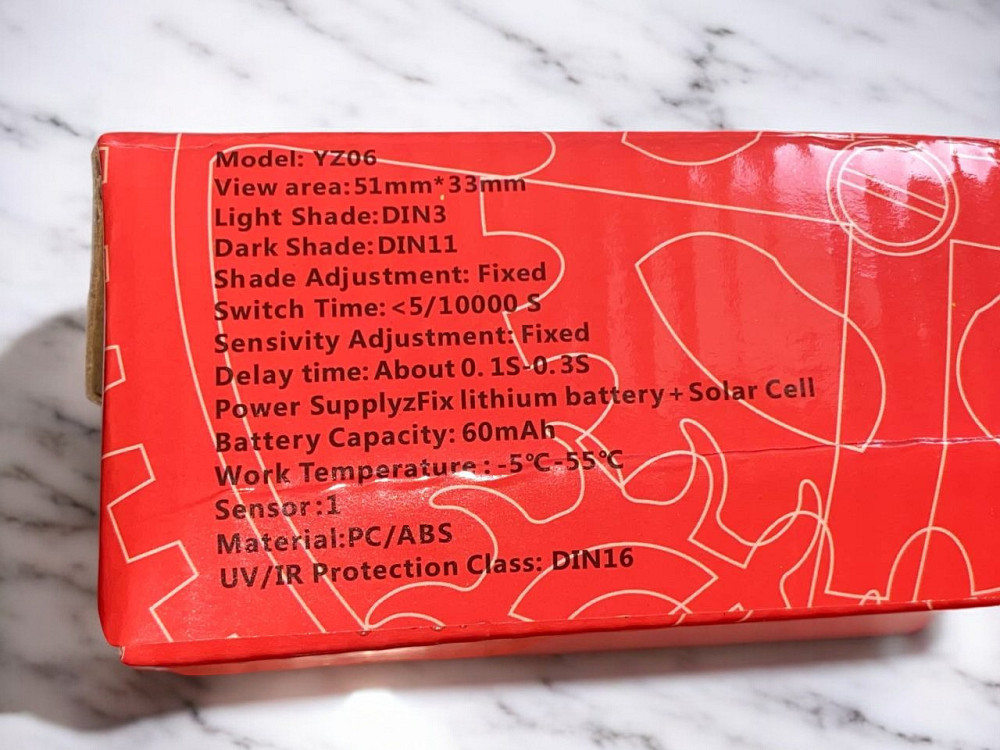 Model: YZ06
View area:51mm*33mm
Light Shade:DIN3
Dark Shade:DIN11
Shade Adjustment: Fixed
Switch Time:<5/10000 S
Sensivity Adjustment: Fixed
Delay time: About 0.1S-0.3S
Power SupplyzFix lithium battery+Solar Cell
Battery Capacity: 60mAh
Work Temperature: -5℃-55℃
Sensor:1
Material:PC/ABS
UV/IR Protection Class: DIN16